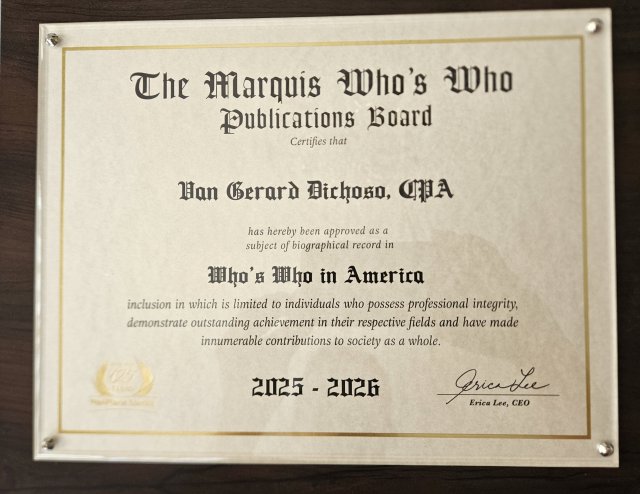 The Marquis Who's Who
Publications Board
Certifies that
Van Gerard Dichoso, CPA
has hereby been approved as a
subject of biographical record in
Who's Who in America
inclusion in which is limited to individuals who possess professional integrity,
demonstrate outstanding achievement in their respective fields and have made
innumerable contributions to society as a whole.
125
2025 - 2026
Erica Lee
Erica Lee, CEO